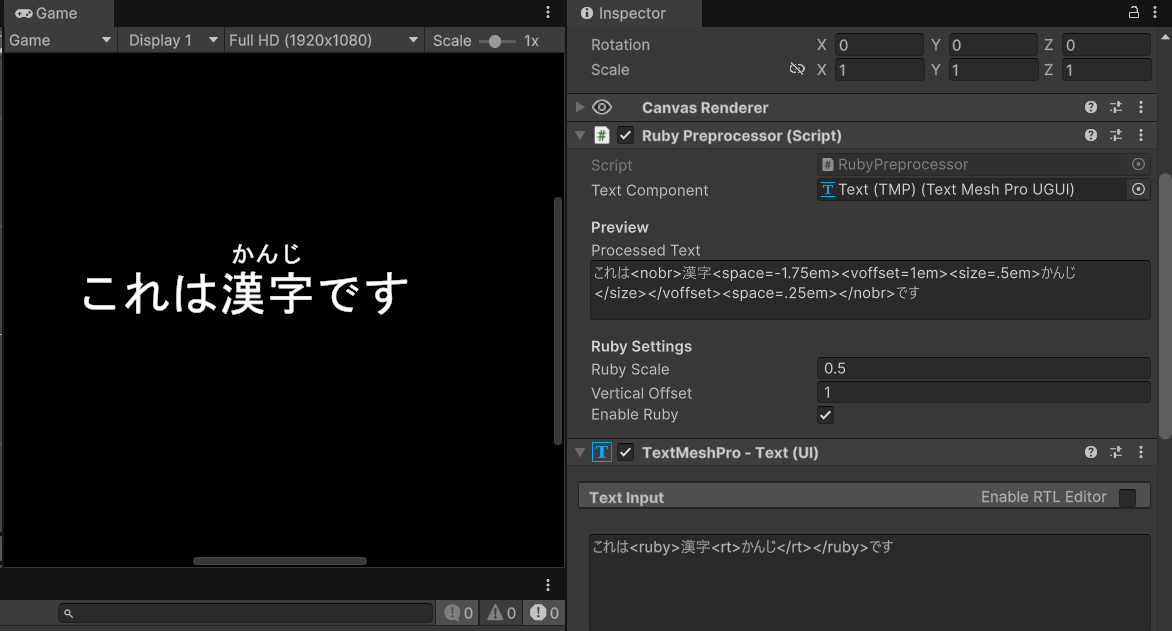 Game
Game
Display 1
Full HD (1920x1080)
Scale
1x
かんじ
これは漢字です
0
0
0
Inspector
Rotation X 0 Y 0 Z 0
Scale X 1 Y 1 Z 1
Canvas Renderer
# Ruby Preprocessor (Script)
Script # RubyPreprocessor
Text Component T Text (TMP) (Text Mesh Pro UGUI)
Preview
Processed Text
これは<nobr>漢字<space=-1.75em><voffset=1em><size=.5em>かんじ
</size></voffset><space=.25em></nobr>です
Ruby Settings
Ruby Scale 0.5
Vertical Offset 1
Enable Ruby
T TextMeshPro - Text (UI)
Text Input Enable RTL Editor
これは<ruby>漢字<rt>かんじ</rt></ruby>です